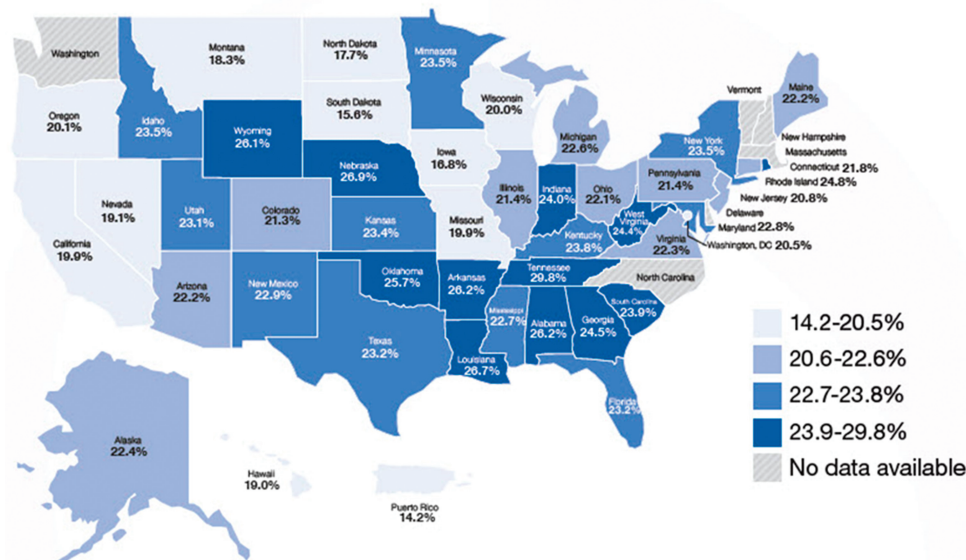 Washington
Montana
18.3%
North Dakota
17.7%
Minnesota
23.5%
Vermont
Maine
22.2%
Oregon
20.1%
Idaho
23.5%
Wyoming
26.1%
South Dakota
15.6%
Wisconsin
20.0%
Michigan
22.6%
New York
23.5%
New Hampshire
Massachusetts
Connecticut 21.8%
Rhode Island 24.8%
New Jersey 20.8%
Delaware
Maryland 22.8%
Washington, DC 20.5%
Nebraska
26.9%
Iowa
16.8%
Illinois
21.4%
Indiana
24.0%
Ohio
22.1%
Pennsylvania
21.4%
Nevada
19.1%
Utah
23.1%
Colorado
21.3%
Kansas
23.4%
Missouri
19.9%
Kentucky
23.8%
West
Virginia
24.4%
Virginia
22.3%
California
19.9%
Arizona
22.2%
New Mexico
22.9%
Oklahoma
25.7%
Arkansas
26.2%
Tennessee
29.8%
North Carolina
South Carolina
23.9%
Texas
23.2%
Louisiana
26.7%
Mississippi
22.7%
Alabama
26.2%
Georgia
24.5%
Florida
23.2%
Alaska
22.4%
Hawaii
19.0%
Puerto Rico
14.2%
14.2-20.5%
20.6-22.6%
22.7-23.8%
23.9-29.8%
No data available